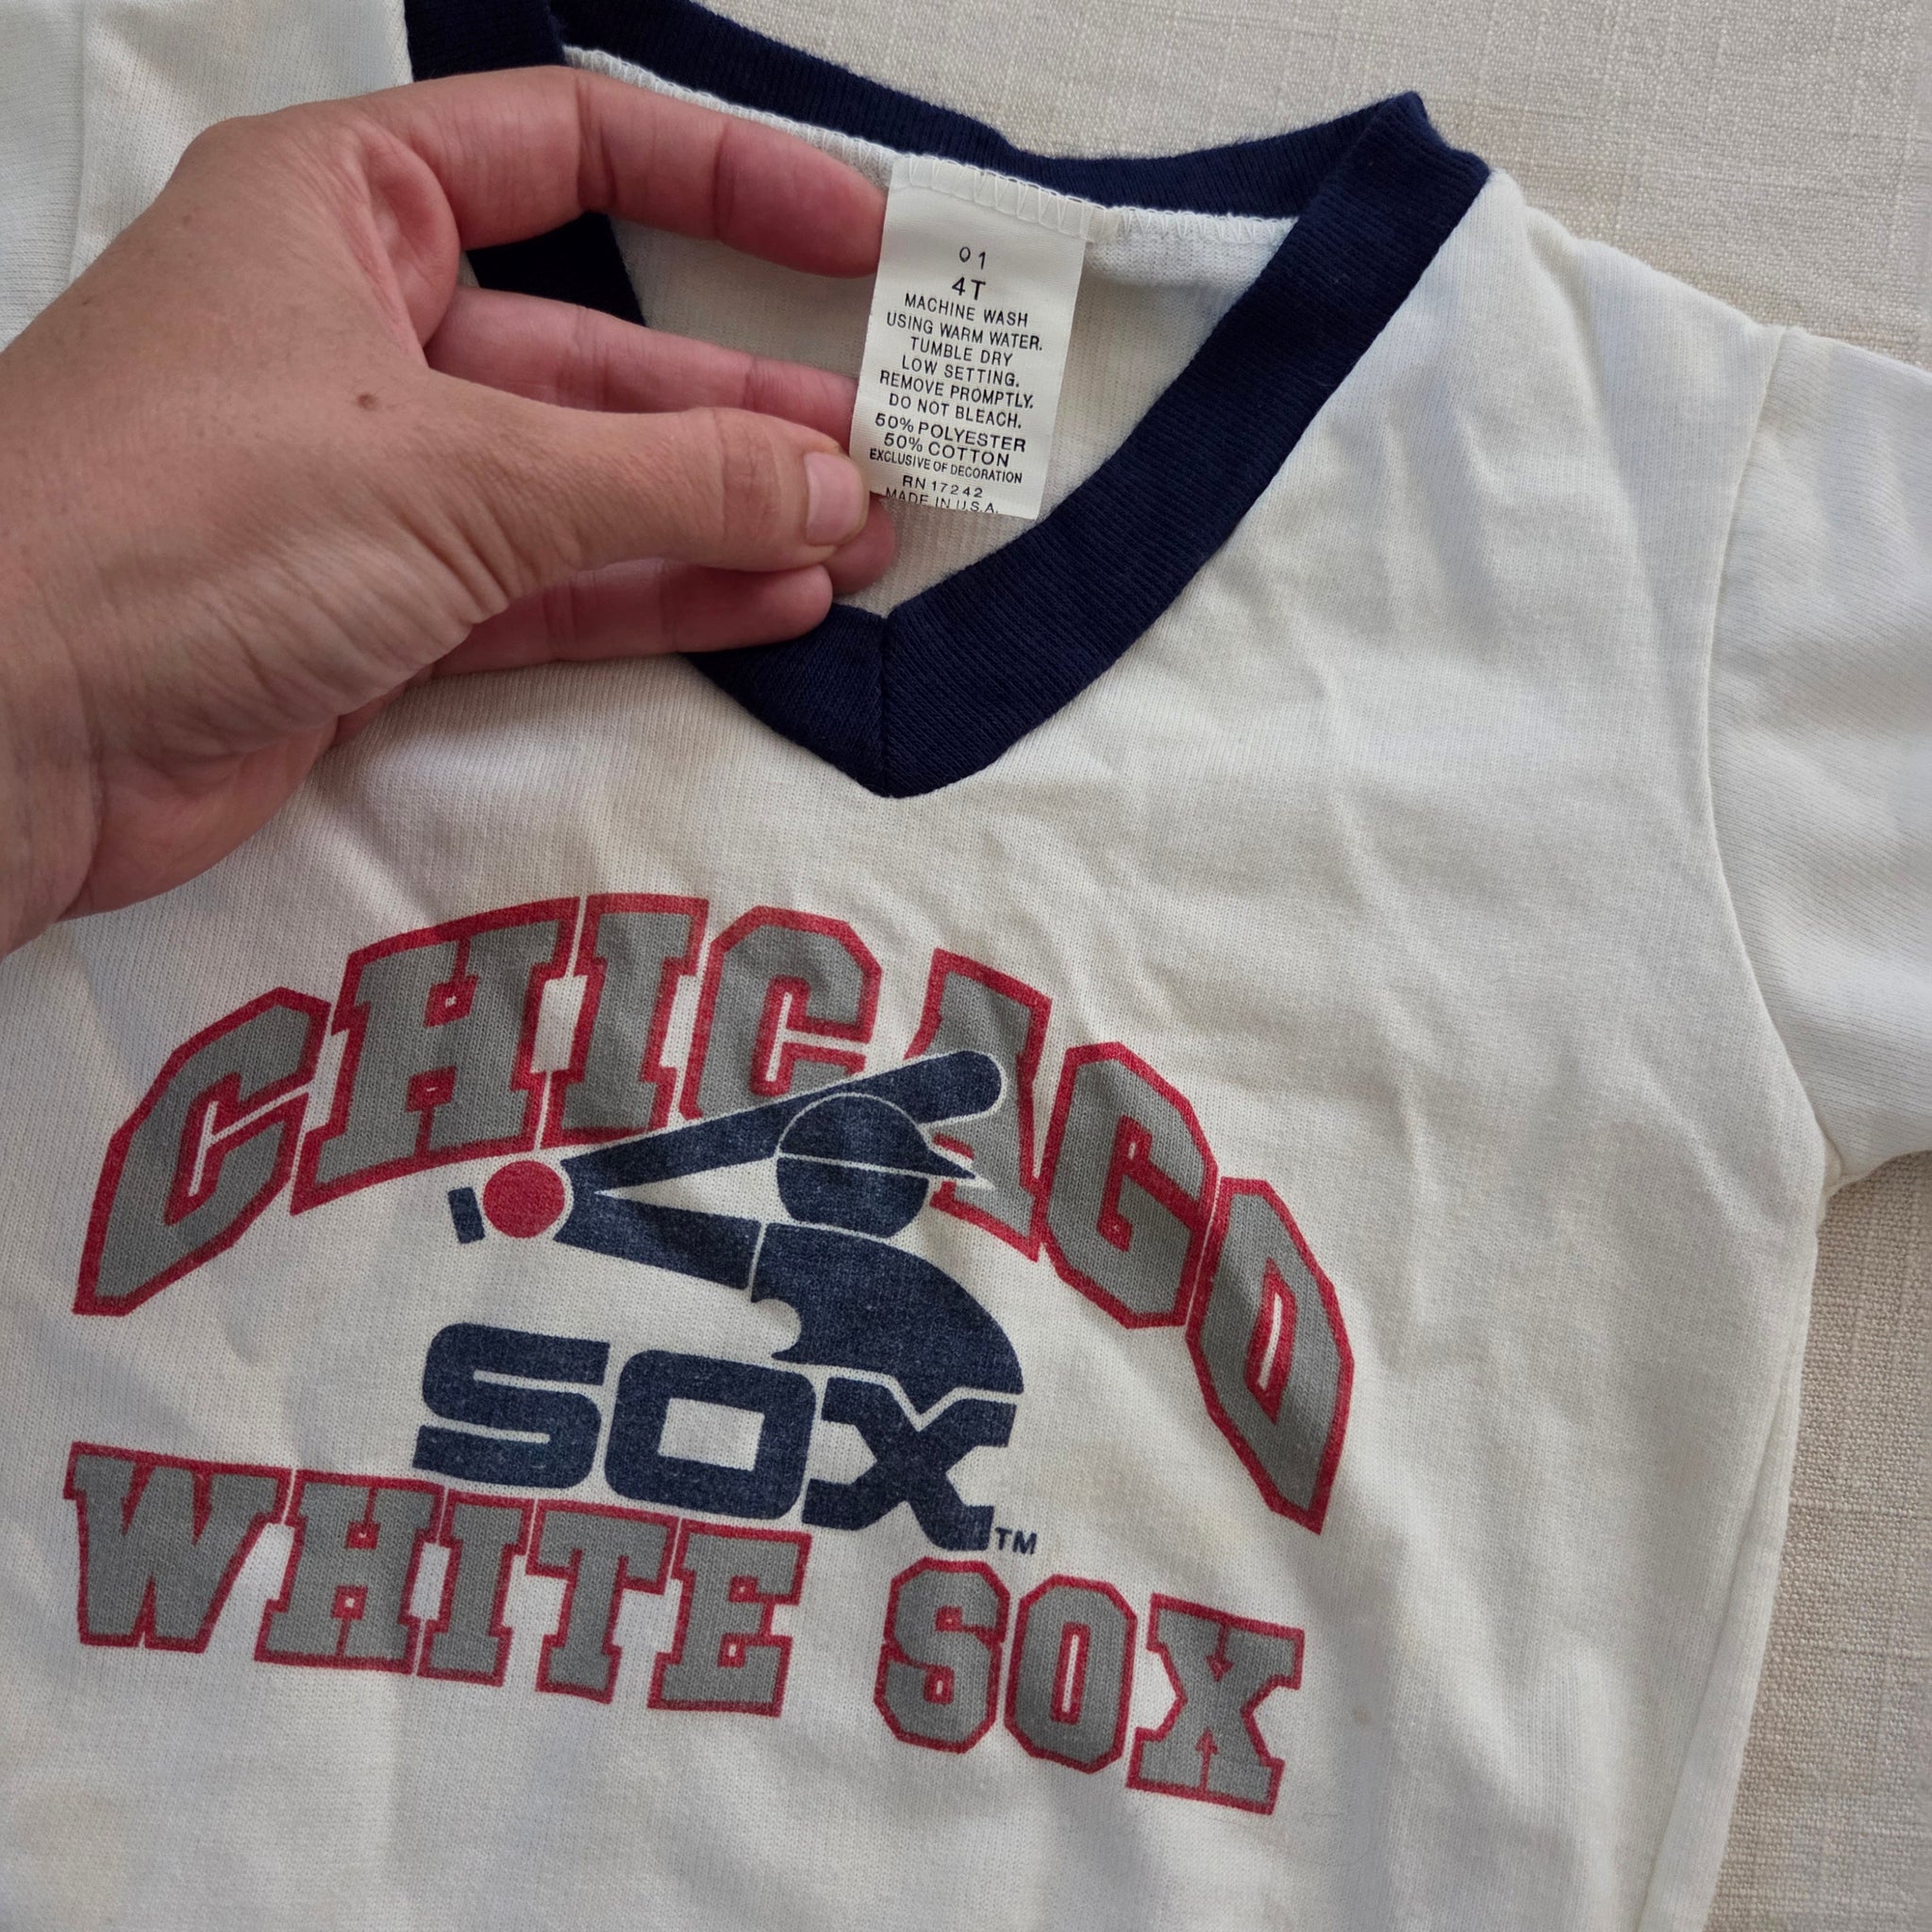 01
4T
MACHINE WASH
USING WARM WATER.
TUMBLE DRY
LOW SETTING.
REMOVE PROMPTLY.
DO NOT BLEACH.
50% POLYESTER
50% COTTON
EXCLUSIVE OF DECORATION
RN 17242
MADE IN U.S.A.
CHICAGO
SOX
TM
WHITE SOX